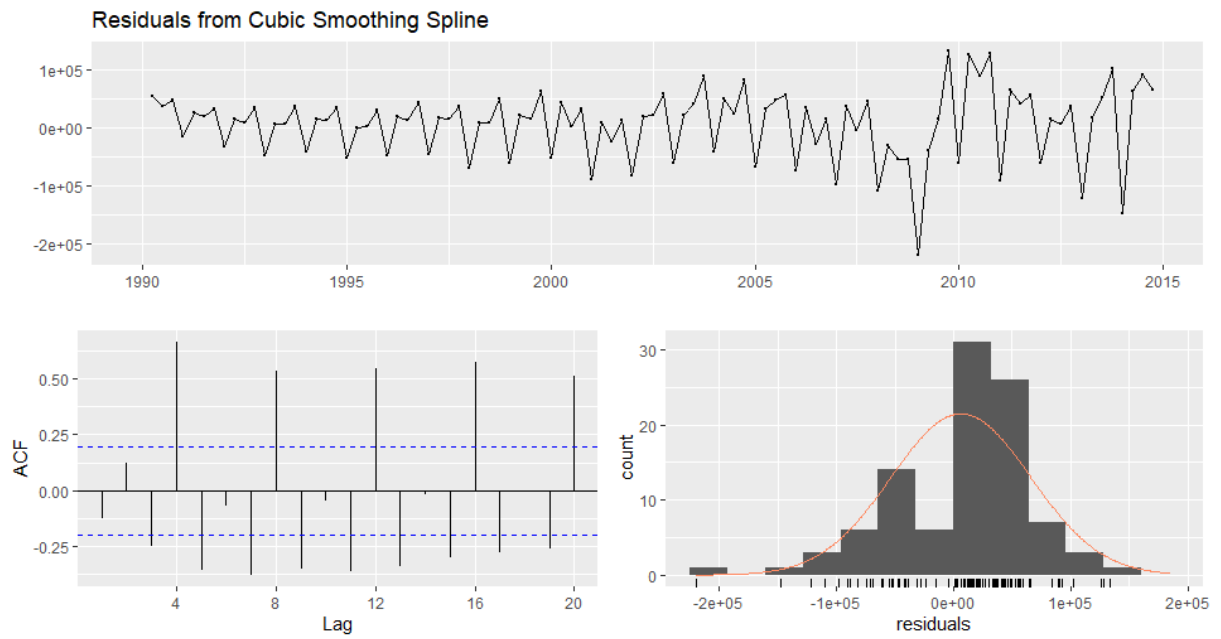 Residuals from Cubic Smoothing Spline
1e+05
0e+00
-1e+05
-2e+05
1990 1995 2000 2005 2010 2015
ACF
0.50
0.25
0.00
-0.25
4 8 12 16 20
Lag
count
30
20
10
0
-2e+05 -1e+05 0e+00 1e+05 2e+05
residuals